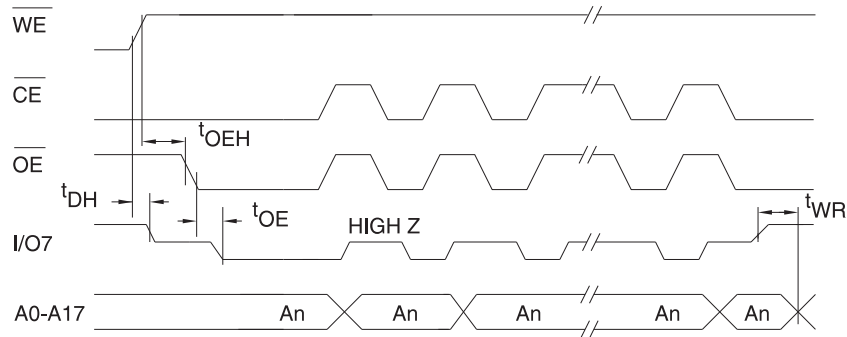 WE
CE
tOEH
OE
tDH
tOE
tWR
HIGH Z
I/O7
A0-A17 An An An An An